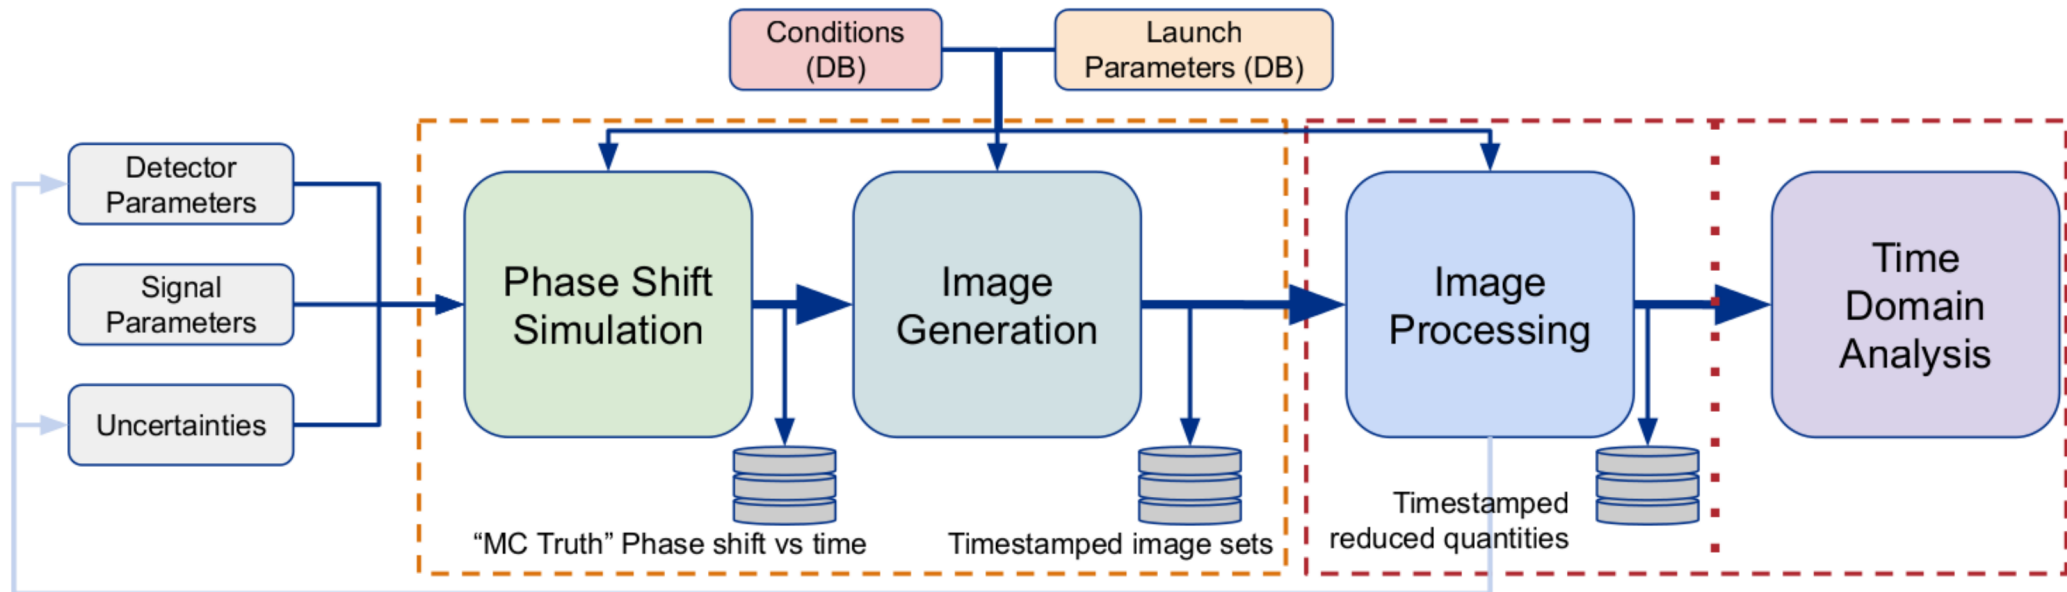 Conditions
(DB)
Launch
Parameters (DB)
Detector
Parameters
Signal
Parameters
Uncertainties
Phase Shift
Simulation
Image
Generation
Image
Processing
Time
Domain
Analysis
“MC Truth” Phase shift vs time
Timestamped image sets
Timestamped
reduced quantities